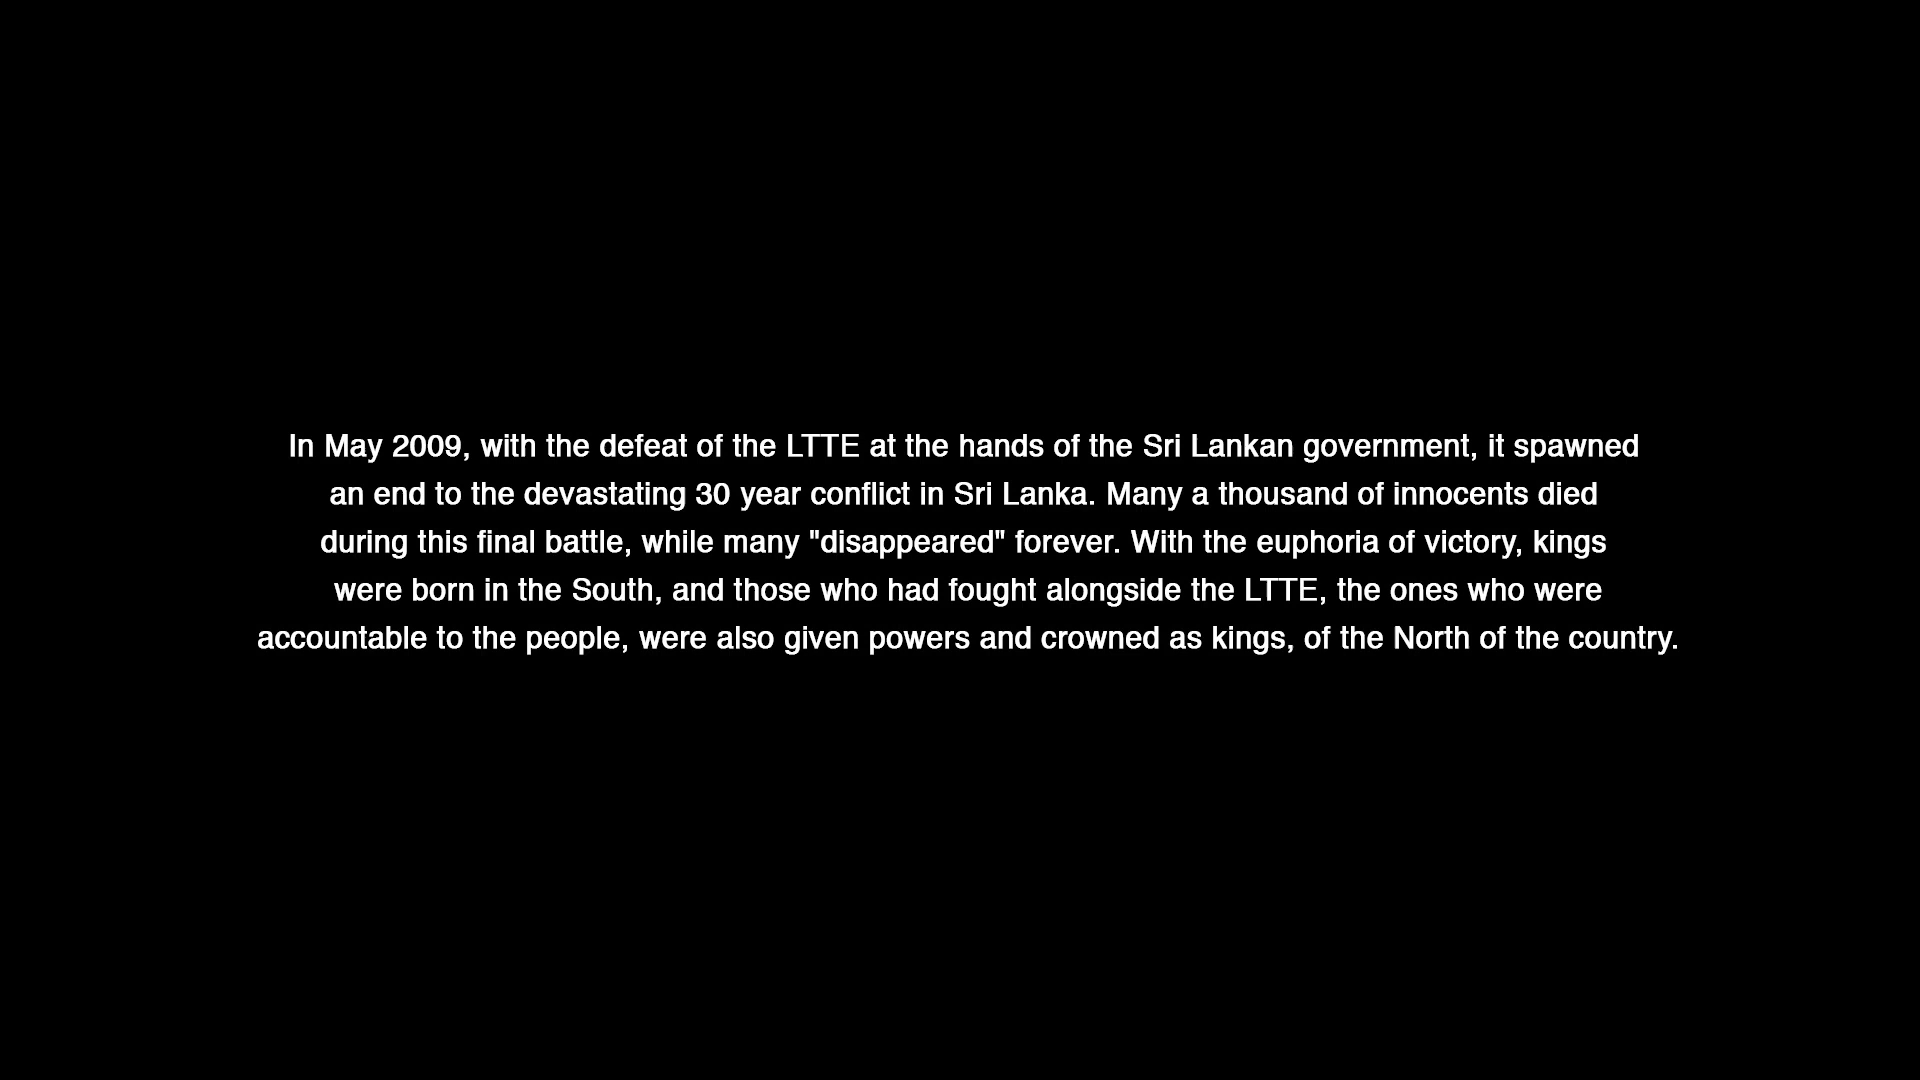 In May 2009, with the defeat of the LTTE at the hands of the Sri Lankan government, it spawned
an end to the devastating 30 year conflict in Sri Lanka. Many a thousand of innocents died
during this final battle, while many "disappeared" forever. With the euphoria of victory, kings
were born in the South, and those who had fought alongside the LTTE, the ones who were
accountable to the people, were also given powers and crowned as kings, of the North of the country.